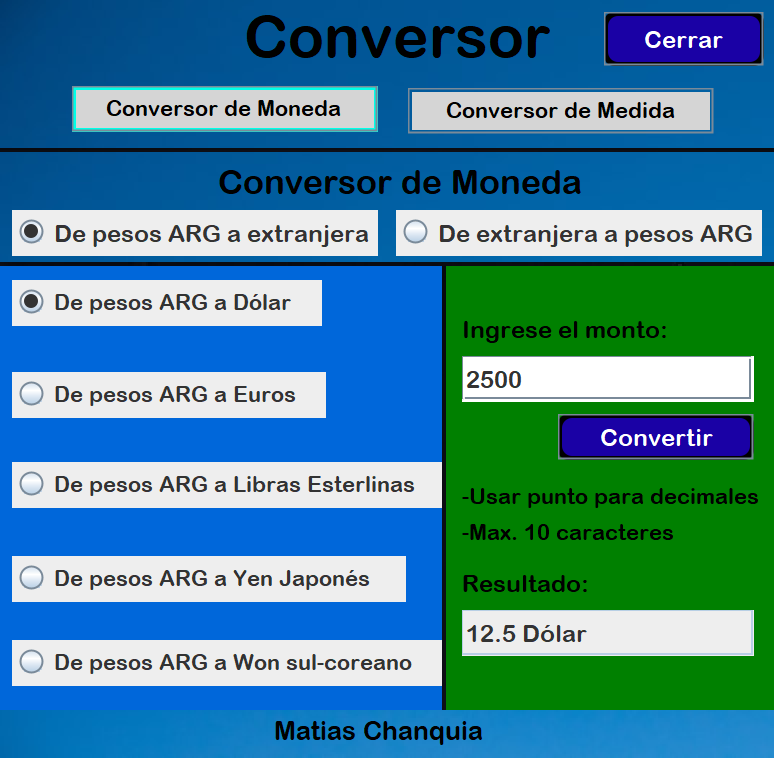 Conversor
Cerrar
Conversor de Moneda
Conversor de Medida
Conversor de Moneda
De pesos ARG a extranjera
De extranjera a pesos ARG
De pesos ARG a Dólar
De pesos ARG a Euros
De pesos ARG a Libras Esterlinas
De pesos ARG a Yen Japonés
De pesos ARG a Won sul-coreano
Ingrese el monto:
2500
Convertir
-Usar punto para decimales
-Max. 10 caracteres
Resultado:
12.5 Dólar
Matias Chanquia